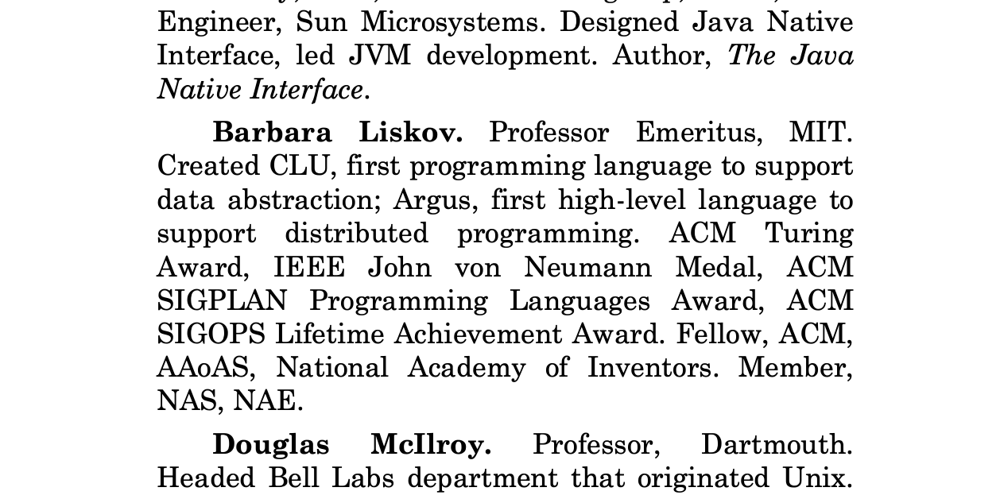 Engineer, Sun Microsystems. Designed Java Native
Interface, led JVM development. Author, The Java
Native Interface.
Barbara Liskov. Professor Emeritus, MIT.
Created CLU, first programming language to support
data abstraction; Argus, first high-level language to
support distributed programming. ACM Turing
Award, IEEE John von Neumann Medal, ACM
SIGPLAN Programming Languages Award, ACM
SIGOPS Lifetime Achievement Award. Fellow, ACM,
AAoAS, National Academy of Inventors. Member,
NAS, NAE.
Douglas McIlroy. Professor, Dartmouth.
Headed Bell Labs department that originated Unix.